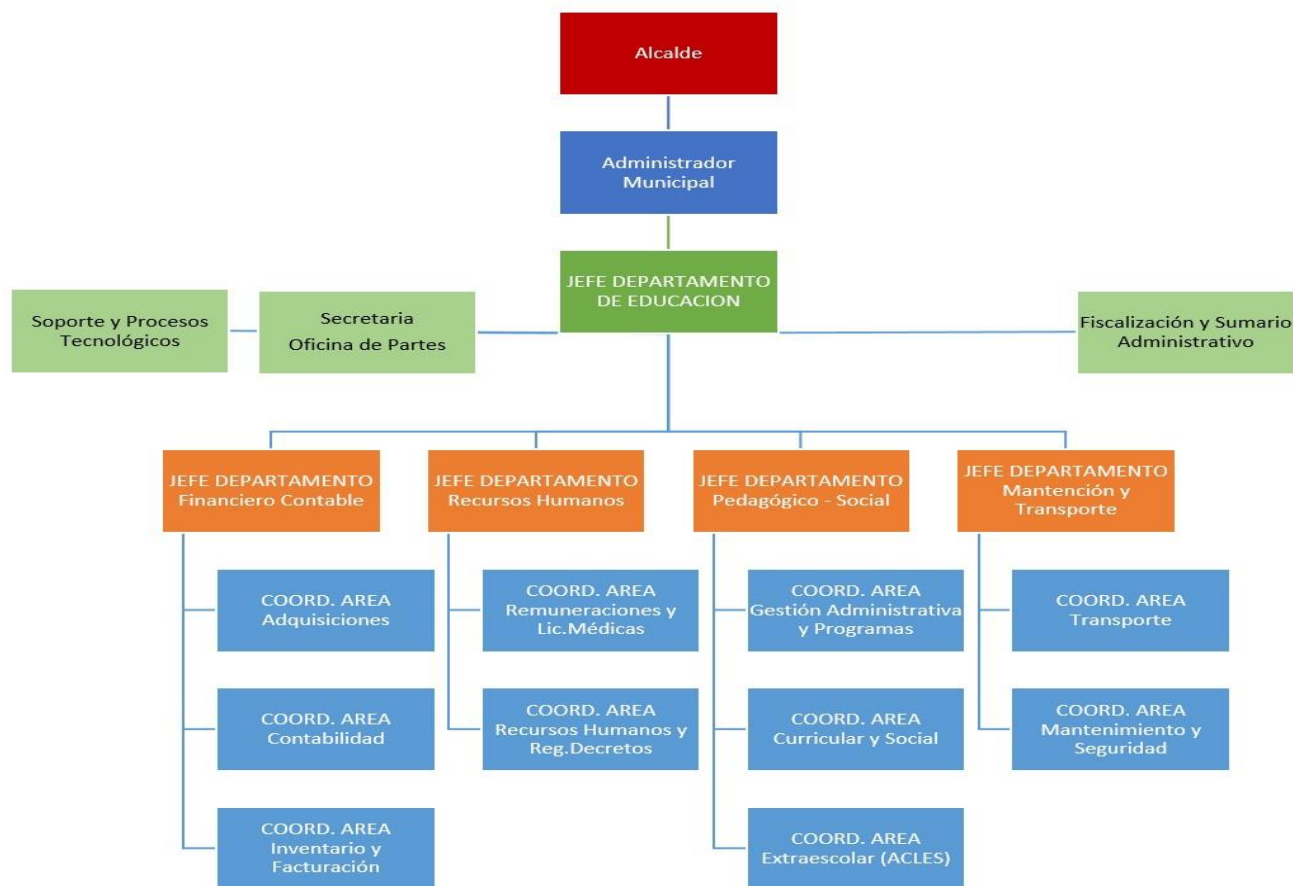 Alcalde
Administrador
Municipal
JEFE DEPARTAMENTO
DE EDUCACION
Soporte y Procesos
Tecnológicos
Secretaria
Oficina de Partes
Fiscalización y Sumario
Administrativo
JEFE DEPARTAMENTO
Financiero Contable
JEFE DEPARTAMENTO
Recursos Humanos
JEFE DEPARTAMENTO
Pedagógico - Social
JEFE DEPARTAMENTO
Mantención y
Transporte
COORD. AREA
Adquisiciones
COORD. AREA
Remuneraciones y
Lic.Médicas
COORD. AREA
Gestión Administrativa
y Programas
COORD. AREA
Transporte
COORD. AREA
Contabilidad
COORD. AREA
Recursos Humanos y
Reg.Decretos
COORD. AREA
Curricular y Social
COORD. AREA
Mantenimiento y
Seguridad
COORD. AREA
Inventario y
Facturación
COORD. AREA
Extraescolar (ACLES)